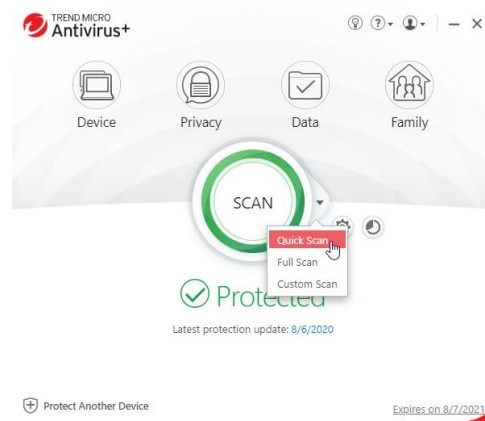 TREND MICRO
Antivirus+
Device
Privacy
Data
Family
SCAN
Quick Scan
Full Scan
Custom Scan
Protected
Latest protection update: 8/6/2020
Protect Another Device
Expires on 8/7/2021